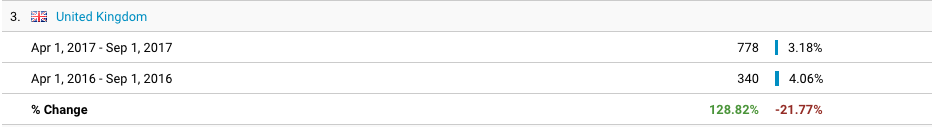 3. United Kingdom
Apr 1, 2017 - Sep 1, 2017 778 3.18%
Apr 1, 2016 - Sep 1, 2016 340 4.06%
% Change 128.82% -21.77%